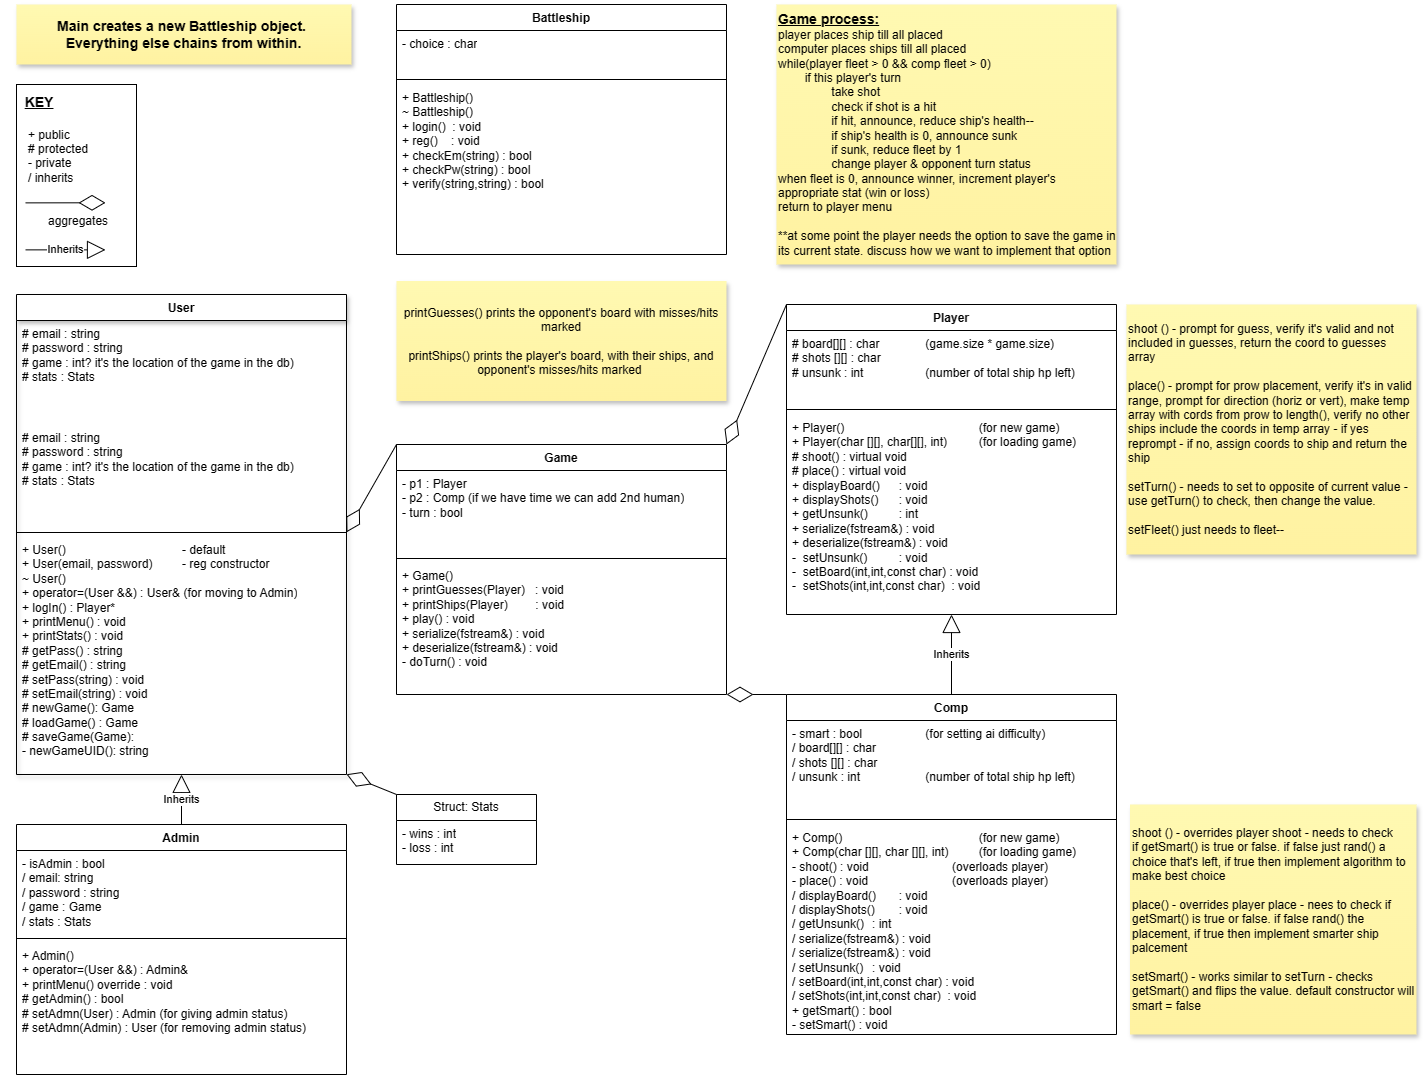 Main creates a new Battleship object.
Everything else chains from within.
KEY
+ public
# protected
- private
/ inherits
aggregates
Inherits
Battleship
- choice : char
+ Battleship()
~ Battleship()
+ login() : void
+ reg() : void
+ checkEm(string) : bool
+ checkPw(string) : bool
+ verify(string,string) : bool
Game process:
player places ship till all placed
computer places ships till all placed
while(player fleet > 0 && comp fleet > 0)
if this player's turn
take shot
check if shot is a hit
if hit, announce, reduce ship's health--
if ship's health is 0, announce sunk
if sunk, reduce fleet by 1
change player & opponent turn status
when fleet is 0, announce winner, increment player's
appropriate stat (win or loss)
return to player menu
**at some point the player needs the option to save the game in
its current state. discuss how we want to implement that option
User
# email : string
# password : string
# game : int? it's the location of the game in the db)
# stats : Stats
# email : string
# password : string
# game : int? it's the location of the game in the db)
# stats : Stats
+ User() - default
+ User(email, password) - reg constructor
~ User()
+ operator=(User &&) : User& (for moving to Admin)
+ logIn() : Player*
+ printMenu() : void
+ printStats() : void
# getPass() : string
# getEmail() : string
# setPass(string) : void
# setEmail(string) : void
# newGame(): Game
# loadGame() : Game
# saveGame(Game):
- newGameUID(): string
Inherits
Admin
- isAdmin : bool
/ email: string
/ password : string
/ game : Game
/ stats : Stats
+ Admin()
+ operator=(User &&) : Admin&
+ printMenu() override : void
# getAdmin() : bool
# setAdmn(User) : Admin (for giving admin status)
# setAdmn(Admin) : User (for removing admin status)
printGuesses() prints the opponent's board with misses/hits
marked
printShips() prints the player's board, with their ships, and
opponent's misses/hits marked
Game
- p1 : Player
- p2 : Comp (if we have time we can add 2nd human)
- turn : bool
+ Game()
+ printGuesses(Player) : void
+ printShips(Player) : void
+ play() : void
+ serialize(fstream&) : void
+ deserialize(fstream&) : void
- doTurn() : void
Struct: Stats
- wins : int
- loss : int
Player
# board[][] : char (game.size * game.size)
# shots [][] : char
# unsunk : int (number of total ship hp left)
+ Player() (for new game)
+ Player(char [][], char[][], int) (for loading game)
# shoot() : virtual void
# place() : virtual void
+ displayBoard() : void
+ displayShots() : void
+ getUnsunk() : int
+ serialize(fstream&) : void
+ deserialize(fstream&) : void
- setUnsunk() : void
- setBoard(int,int,const char) : void
- setShots(int,int,const char) : void
Inherits
Comp
- smart : bool (for setting ai difficulty)
/ board[][] : char
/ shots [][] : char
/ unsunk : int (number of total ship hp left)
+ Comp() (for new game)
+ Comp(char [][], char [][], int) (for loading game)
- shoot() : void (overloads player)
- place() : void (overloads player)
/ displayBoard() : void
/ displayShots() : void
/ getUnsunk() : int
/ serialize(fstream&) : void
/ serialize(fstream&) : void
/ setUnsunk() : void
/ setBoard(int,int,const char) : void
/ setShots(int,int,const char) : void
+ getSmart() : bool
- setSmart() : void
shoot () - prompt for guess, verify it's valid and not
included in guesses, return the coord to guesses
array
place() - prompt for prow placement, verify it's in valid
range, prompt for direction (horiz or vert), make temp
array with cords from prow to length(), verify no other
ships include the coords in temp array - if yes
reprompt - if no, assign coords to ship and return the
ship
setTurn() - needs to set to opposite of current value -
use getTurn() to check, then change the value.
setFleet() just needs to fleet--
shoot () - overrides player shoot - needs to check
if getSmart() is true or false. if false just rand() a
choice that's left, if true then implement algorithm to
make best choice
place() - overrides player place - nees to check if
getSmart() is true or false. if false rand() the
placement, if true then implement smarter ship
palcement
setSmart() - works similar to setTurn - checks
getSmart() and flips the value. default constructor will
smart = false